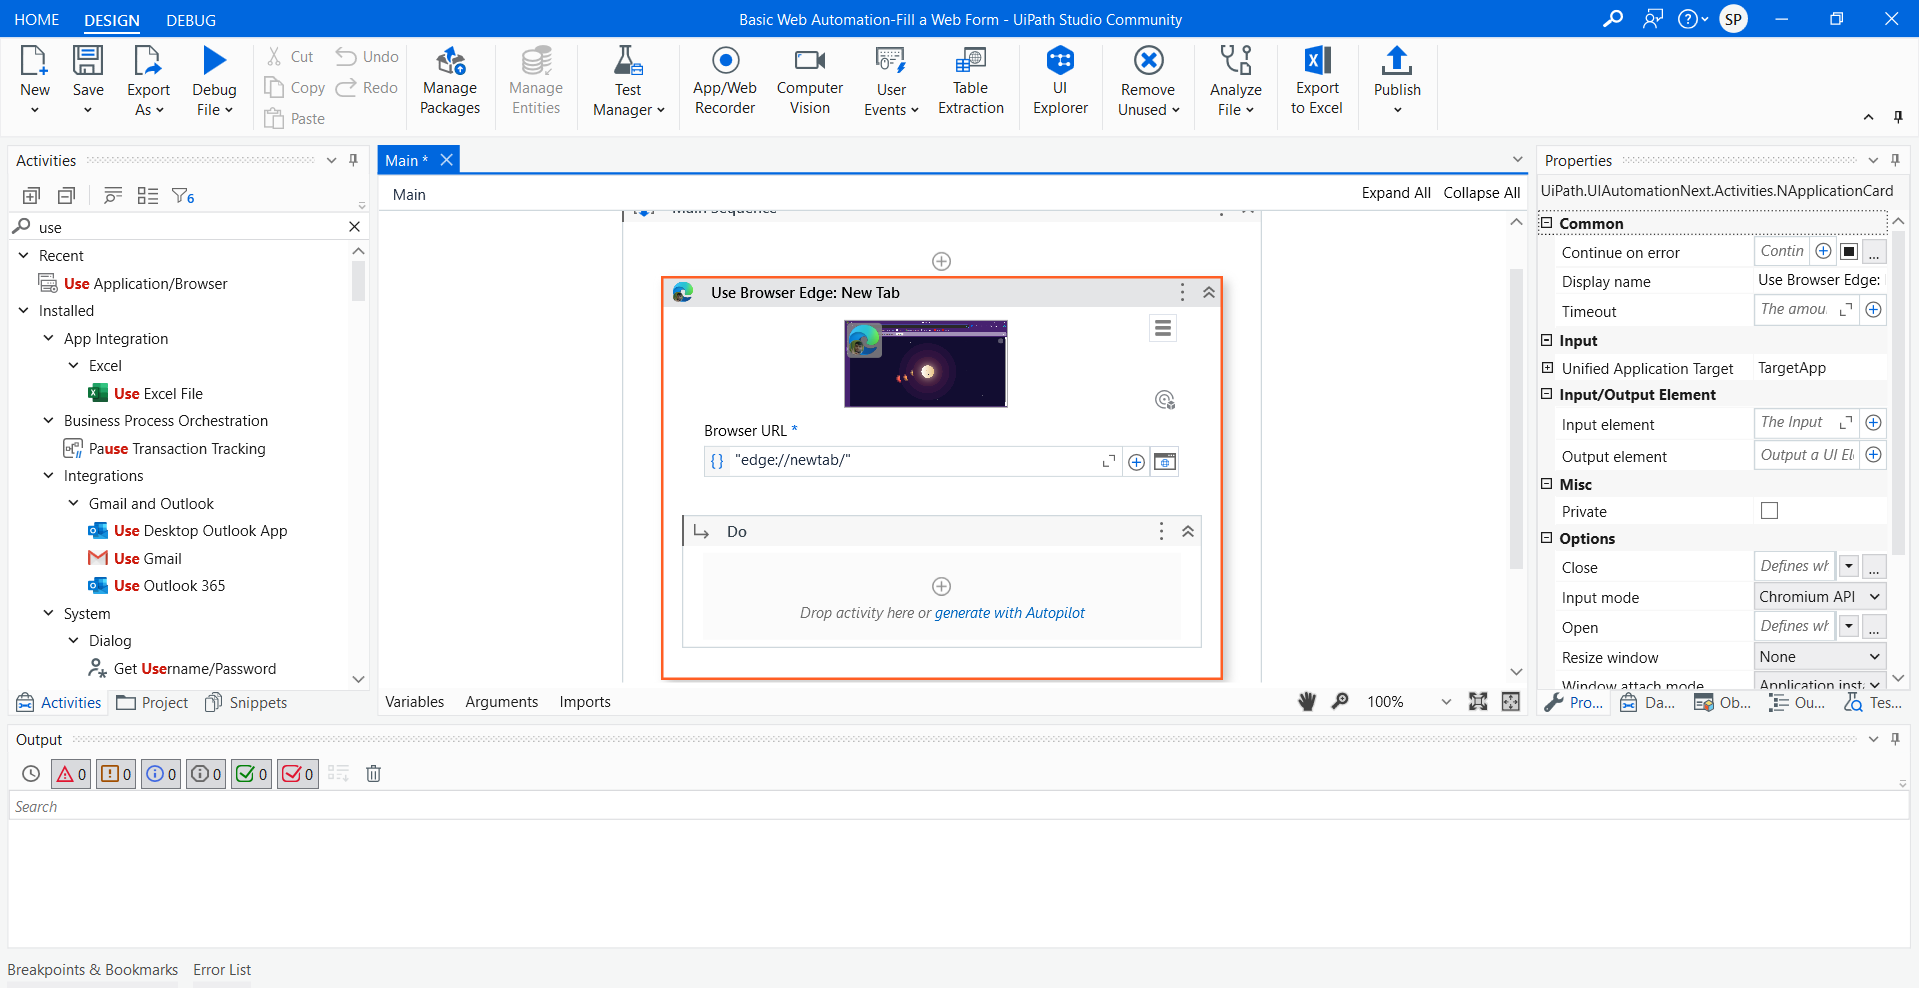 HOME DESIGN DEBUG
Basic Web Automation-Fill a Web Form - UiPath Studio Community
SP
New
Save
Export As
Debug File
Cut
Copy
Paste
Undo
Redo
Manage Packages
Manage Entities
Test Manager
App/Web Recorder
Computer Vision
User Events
Table Extraction
UI Explorer
Remove Unused
Analyze File
Export to Excel
Publish
Activities
6
use
Recent
Use Application/Browser
Installed
App Integration
Excel
Use Excel File
Business Process Orchestration
Pause Transaction Tracking
Integrations
Gmail and Outlook
Use Desktop Outlook App
Use Gmail
Use Outlook 365
System
Dialog
Get Username/Password
Activities Project Snippets
Main *
Main
Expand All Collapse All
Main Sequence
Use Browser Edge: New Tab
Browser URL *
{} "edge://newtab/"
Do
Drop activity here or generate with Autopilot
Variables Arguments Imports
100%
Properties
UiPath.UIAutomationNext.Activities.NApplicationCard
Common
Continue on error Contin ...
Display name Use Browser Edge:
Timeout The amou
Input
Unified Application Target TargetApp
Input/Output Element
Input element The Input
Output element Output a UI El
Misc
Private
Options
Close Defines wh ...
Input mode Chromium API
Open Defines wh ...
Resize window None
Window attach mode Application insta
Pro... Da... Ob... Ou... Tes...
Output
0 0 0 0 0 0
Search
Breakpoints & Bookmarks Error List